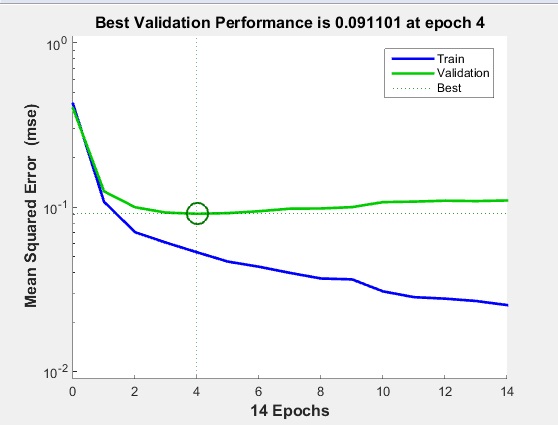 Best Validation Performance is 0.091101 at epoch 4
Train
Validation
Best
Mean Squared Error (mse)
10^0
10^-1
10^-2
0 2 4 6 8 10 12 14
14 Epochs